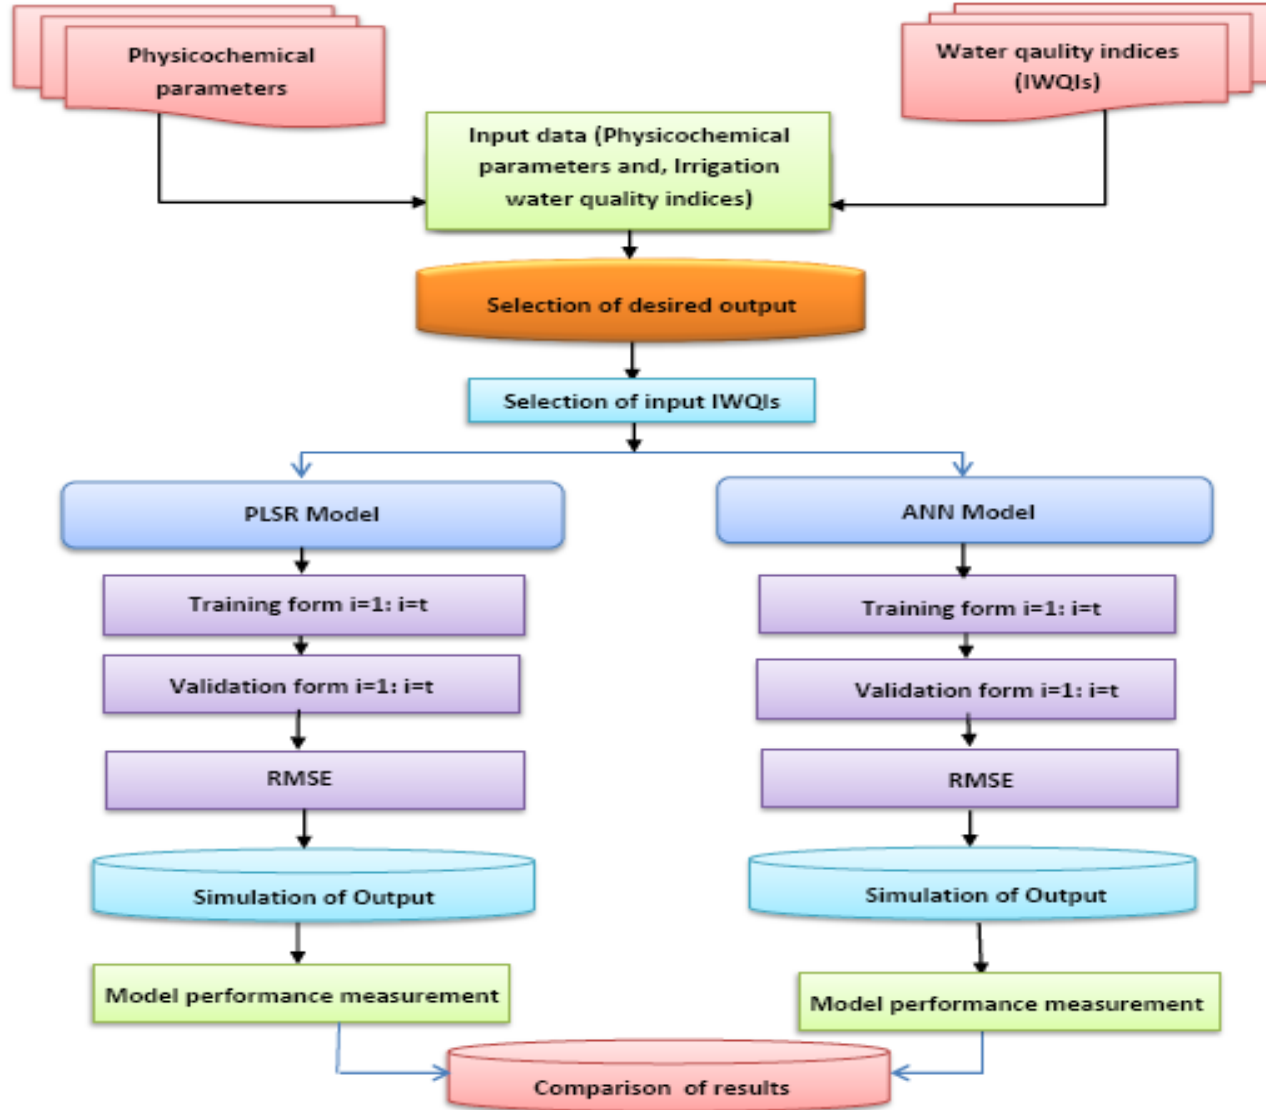 Physicochemical
parameters
Water qaulity indices
(IWQIs)
Input data (Physicochemical
parameters and, Irrigation
water quality indices)
Selection of desired output
Selection of input IWQIs
PLSR Model
ANN Model
Training form i=1: i=t
Training form i=1: i=t
Validation form i=1: i=t
Validation form i=1: i=t
RMSE
RMSE
Simulation of Output
Simulation of Output
Model performance measurement
Model performance measurement
Comparison of results